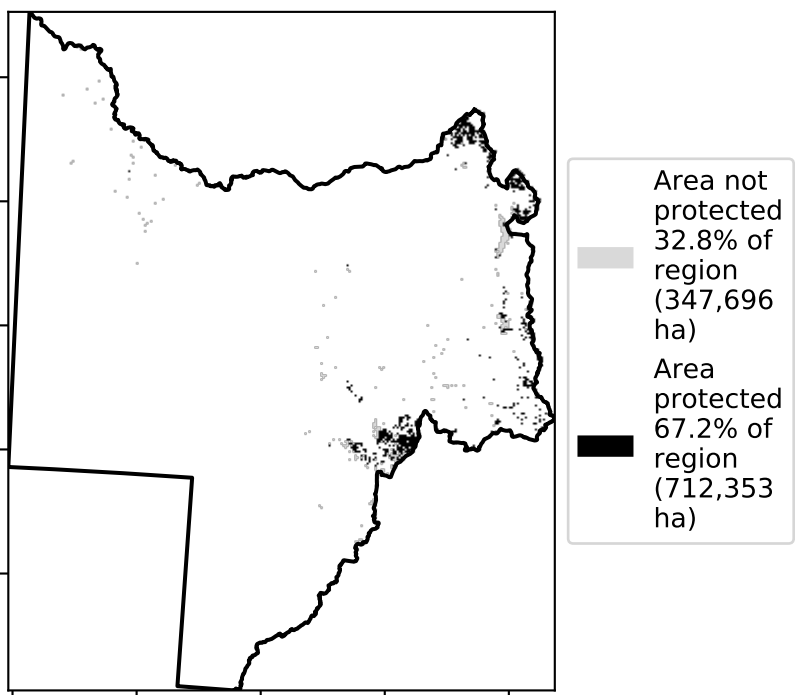 Area not
protected
32.8% of
region
(347,696
ha)
Area
protected
67.2% of
region
(712,353
ha)